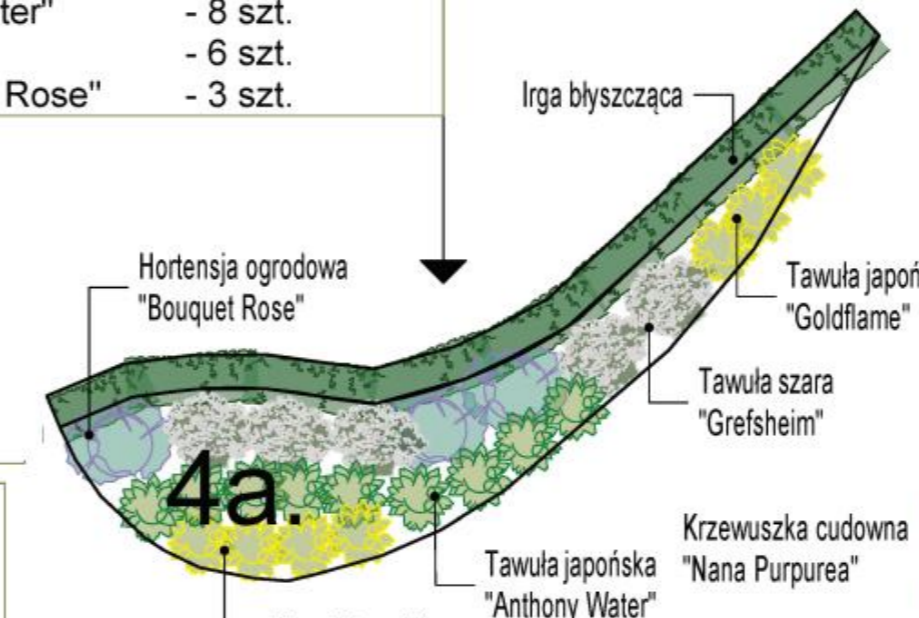 ter" - 8 szt.
- 6 szt.
Rose" - 3 szt.
Irga błyszcząca
Hortensja ogrodowa
"Bouquet Rose"
Tawuła japoń
"Goldflame"
Tawuła szara
"Grefsheim"
4a.
Krzewuszka cudowna
"Nana Purpurea"
Tawuła japońska
"Anthony Water"